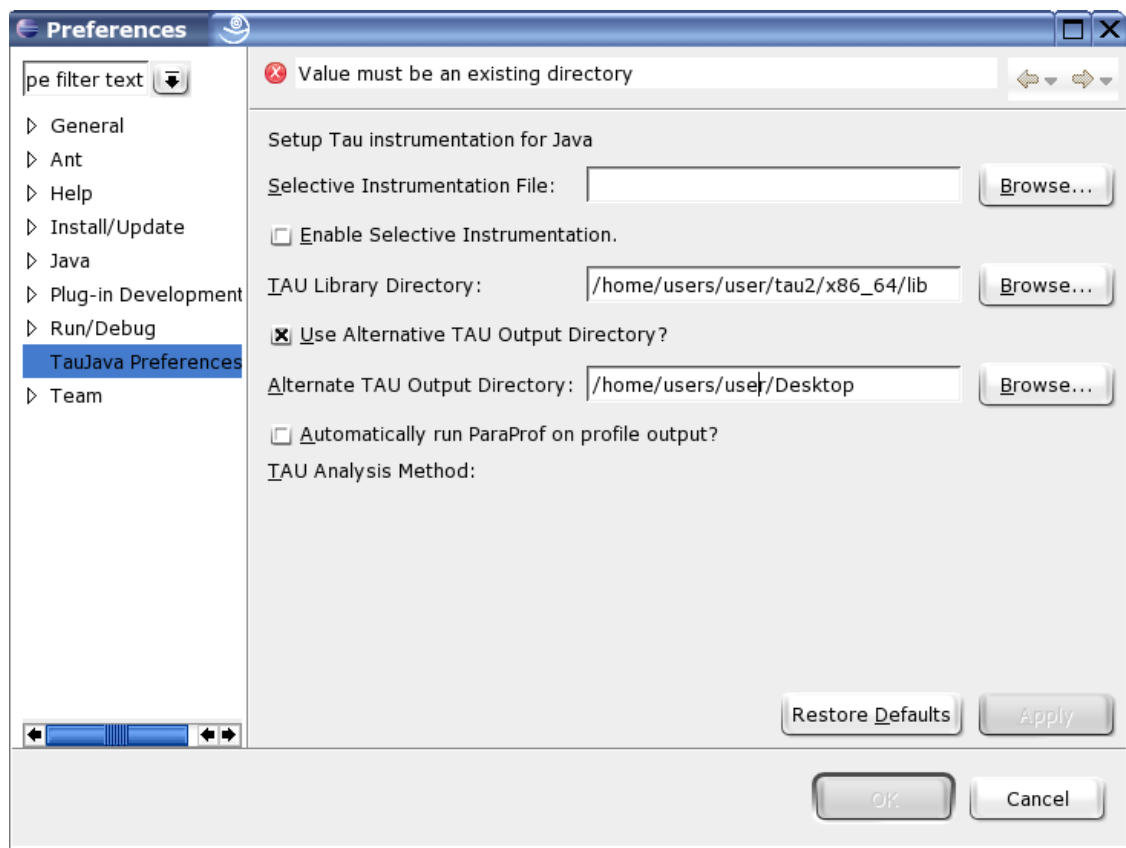 Preferences
pe filter text
Value must be an existing directory
General
Ant
Help
Install/Update
Java
Plug-in Development
Run/Debug
TauJava Preferences
Team
Setup Tau instrumentation for Java
Selective Instrumentation File: Browse...
Enable Selective Instrumentation.
TAU Library Directory: /home/users/user/tau2/x86_64/lib Browse...
Use Alternative TAU Output Directory?
Alternate TAU Output Directory: /home/users/user/Desktop Browse...
Automatically run ParaProf on profile output?
TAU Analysis Method:
Restore Defaults Apply
OK Cancel